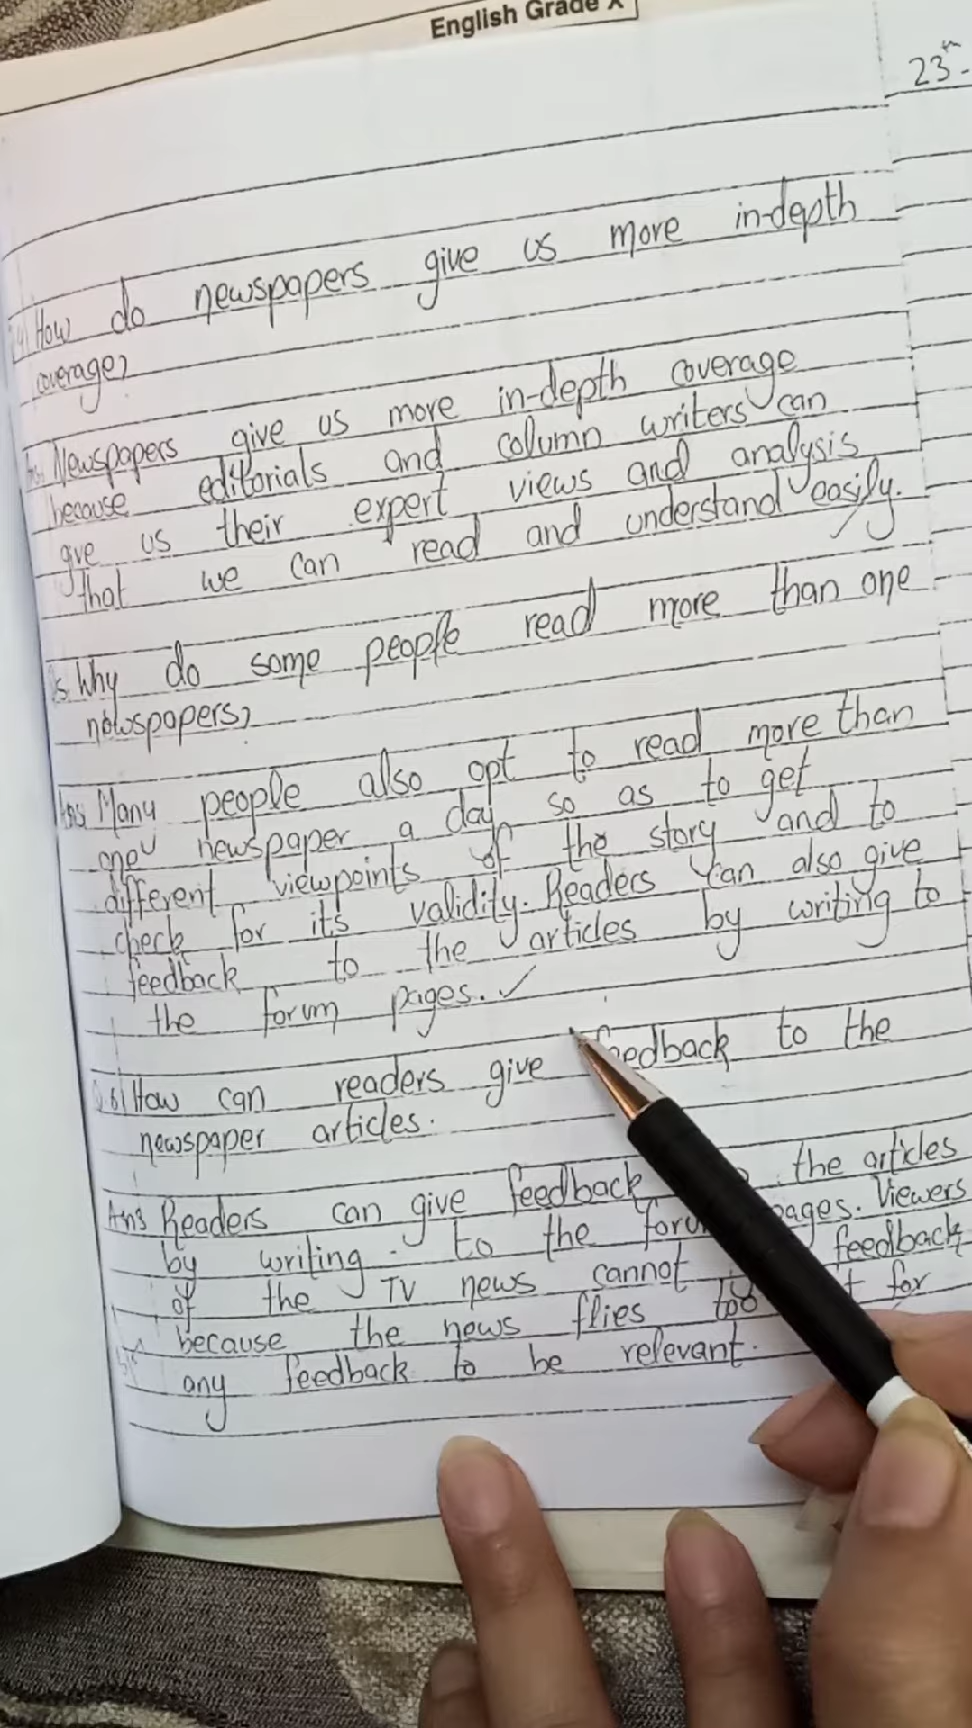 English Grade X
23th-
Q4) How do newspapers give us more in-depth
coverage?
Ans Newspapers give us more in-depth coverage
because editorials and column writers can
give us their expert views and analysis
that we can read and understand easily.
Q5 Why do some people read more than one
newspapers?
Ans Many people also opt to read more than
one newspaper a day so as to get
different viewpoints of the story and to
check for its validity. Readers can also give
feedback to the articles by writing to
the forum pages. ✓
Q.6) How can readers give feedback to the
newspaper articles.
Ans Readers can give feedback the articles
by writing to the forum pages. Viewers
of the TV news cannot feedback
because the news flies too for
any feedback to be relevant.